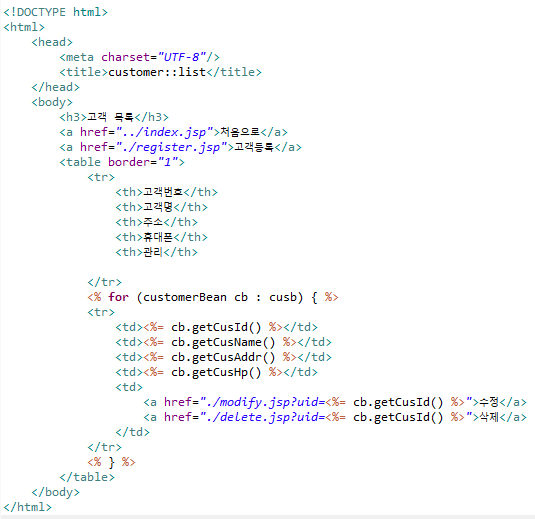 <!DOCTYPE html>
<html>
    <head>
        <meta charset="UTF-8"/>
        <title>customer::list</title>
    </head>
    <body>
        <h3>고객 목록</h3>
        <a href="../index.jsp">처음으로</a>
        <a href="./register.jsp">고객등록</a>
        <table border="1">
            <tr>
                <th>고객번호</th>
                <th>고객명</th>
                <th>주소</th>
                <th>휴대폰</th>
                <th>관리</th>

            </tr>
            <% for (customerBean cb : cusb) { %>
            <tr>
                <td><%= cb.getCusId() %></td>
                <td><%= cb.getCusName() %></td>
                <td><%= cb.getCusAddr() %></td>
                <td><%= cb.getCusHp() %></td>
                <td>
                    <a href="./modify.jsp?uid=<%= cb.getCusId() %>">수정</a>
                    <a href="./delete.jsp?uid=<%= cb.getCusId() %>">삭제</a>
                </td>
            </tr>
            <% } %>
        </table>
    </body>
</html>